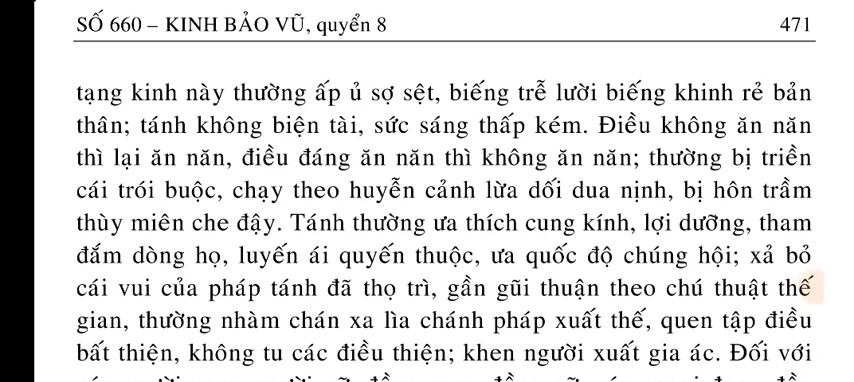 SỐ 660 – KINH BẢO VŨ, quyển 8 471
tạng kinh này thường ấp ủ sợ sệt, biếng trễ lười biếng khinh rẻ bản
thân; tánh không biện tài, sức sáng thấp kém. Điều không ăn năn
thì lại ăn năn, điều đáng ăn năn thì không ăn năn; thường bị triền
cái trói buộc, chạy theo huyễn cảnh lừa dối dua nịnh, bị hôn trầm
thùy miên che đậy. Tánh thường ưa thích cung kính, lợi dưỡng, tham
đắm dòng họ, luyến ái quyến thuộc, ưa quốc độ chúng hội; xả bỏ
cái vui của pháp tánh đã thọ trì, gần gũi thuận theo chú thuật thế
gian, thường nhàm chán xa lìa chánh pháp xuất thế, quen tập điều
bất thiện, không tu các điều thiện; khen người xuất gia ác. Đối với